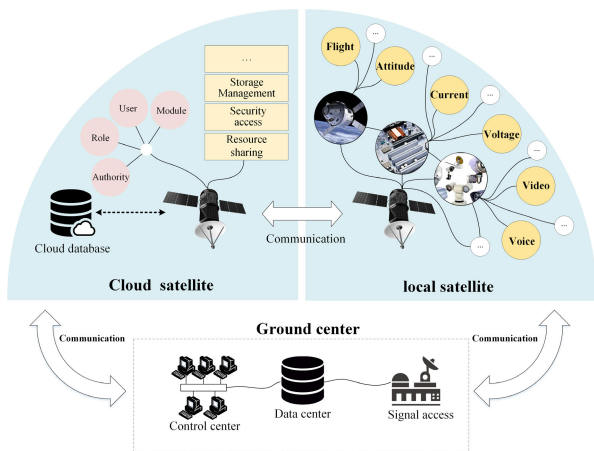 ...
Storage
Management
Security
access
Resource
sharing
User
Module
Role
Authority
Cloud database
Cloud satellite
Communication
Flight
...
Attitude
...
Current
...
Voltage
...
Video
...
Voice
...
local satellite
Communication
Communication
Ground center
Control center
Data center
Signal access